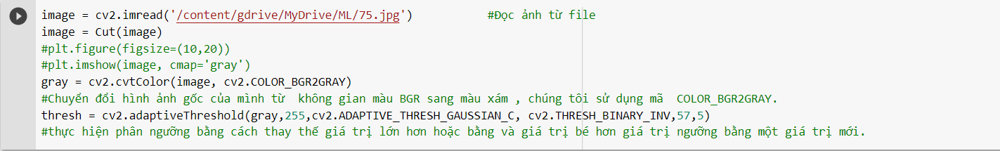 image = cv2.imread('/content/gdrive/MyDrive/ML/75.jpg')          #Đọc ảnh từ file
image = Cut(image)
#plt.figure(figsize=(10,20))
#plt.imshow(image, cmap='gray')
gray = cv2.cvtColor(image, cv2.COLOR_BGR2GRAY)
#Chuyển đổi hình ảnh gốc của mình từ  không gian màu BGR sang màu xám , chúng tôi sử dụng mã  COLOR_BGR2GRAY.
thresh = cv2.adaptiveThreshold(gray,255,cv2.ADAPTIVE_THRESH_GAUSSIAN_C, cv2.THRESH_BINARY_INV,57,5)
#thực hiện phân ngưỡng bằng cách thay thế giá trị lớn hơn hoặc bằng và giá trị bé hơn giá trị ngưỡng bằng một giá trị mới.